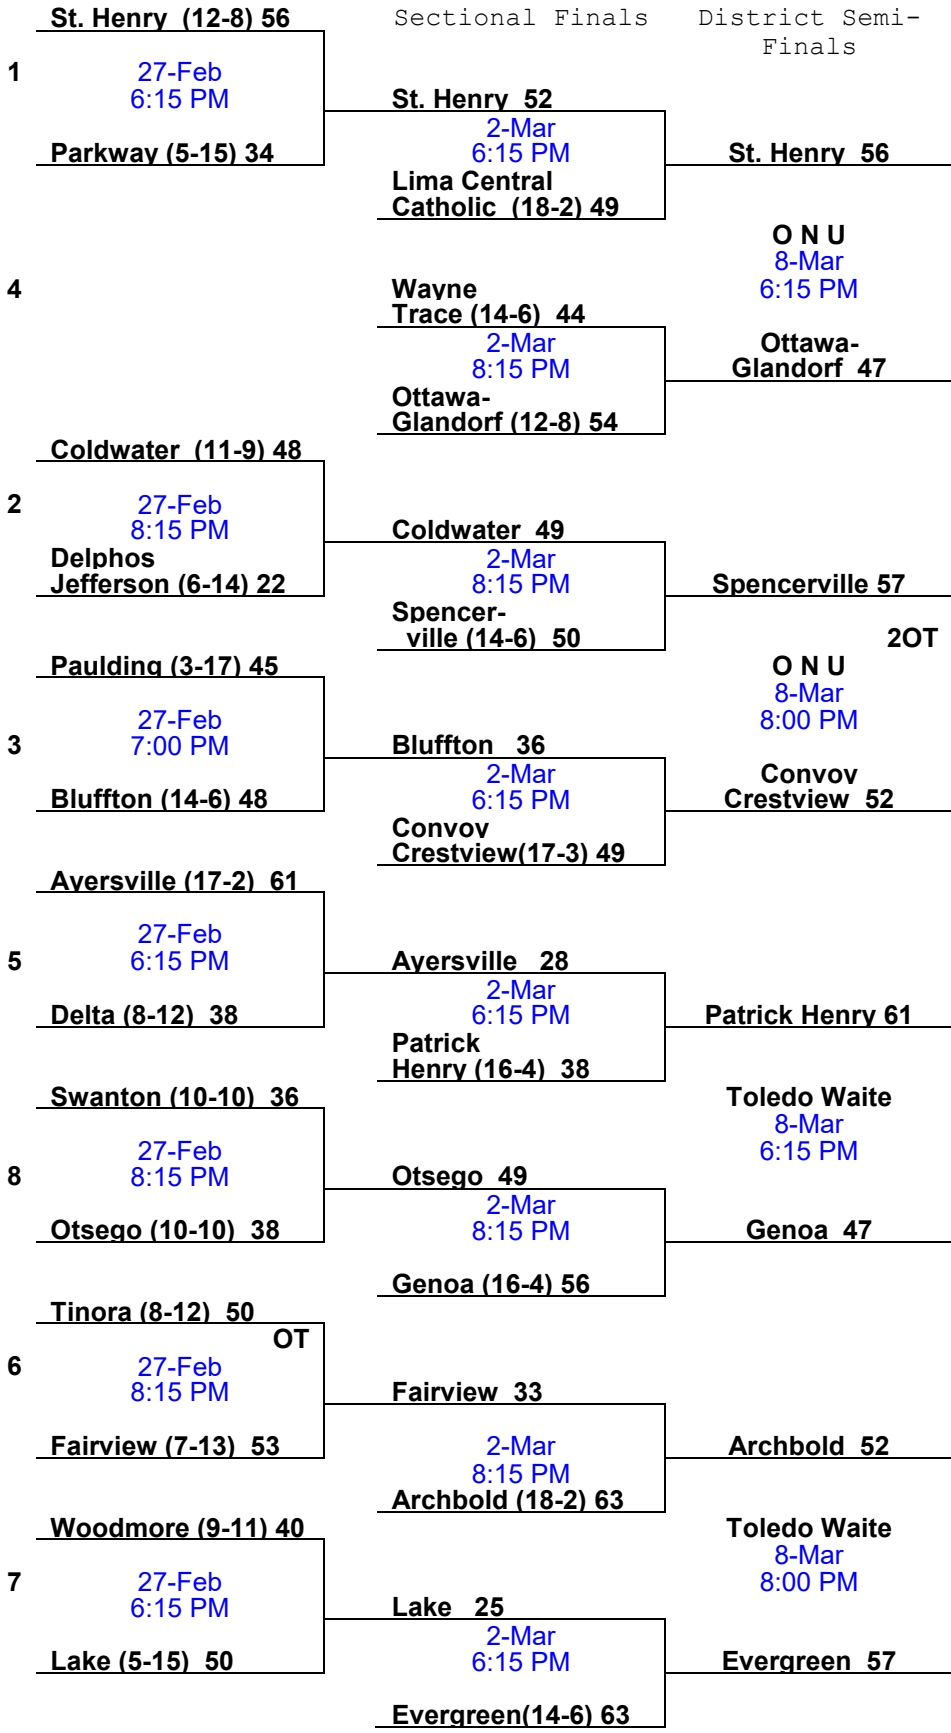 St. Henry (12-8) 56
Sectional Finals
District Semi-
Finals
1
27-Feb
6:15 PM
St. Henry 52
2-Mar
6:15 PM
Parkway (5-15) 34
St. Henry 56
Lima Central
Catholic (18-2) 49
O N U
8-Mar
6:15 PM
4
Wayne
Trace (14-6) 44
2-Mar
8:15 PM
Ottawa-
Glandorf 47
Ottawa-
Glandorf (12-8) 54
Coldwater (11-9) 48
2
27-Feb
8:15 PM
Coldwater 49
Delphos
Jefferson (6-14) 22
2-Mar
8:15 PM
Spencerville 57
Spencer-
ville (14-6) 50
2OT
Paulding (3-17) 45
O N U
8-Mar
8:00 PM
3
27-Feb
7:00 PM
Bluffton 36
2-Mar
6:15 PM
Bluffton (14-6) 48
Convoy
Crestview 52
Convoy
Crestview(17-3) 49
Ayersville (17-2) 61
5
27-Feb
6:15 PM
Ayersville 28
2-Mar
6:15 PM
Delta (8-12) 38
Patrick Henry 61
Patrick
Henry (16-4) 38
Swanton (10-10) 36
Toledo Waite
8-Mar
6:15 PM
8
27-Feb
8:15 PM
Otsego 49
2-Mar
8:15 PM
Otsego (10-10) 38
Genoa 47
Genoa (16-4) 56
Tinora (8-12) 50
OT
6
27-Feb
8:15 PM
Fairview 33
Fairview (7-13) 53
2-Mar
8:15 PM
Archbold 52
Archbold (18-2) 63
Woodmore (9-11) 40
Toledo Waite
8-Mar
8:00 PM
7
27-Feb
6:15 PM
Lake 25
2-Mar
6:15 PM
Lake (5-15) 50
Evergreen 57
Evergreen(14-6) 63